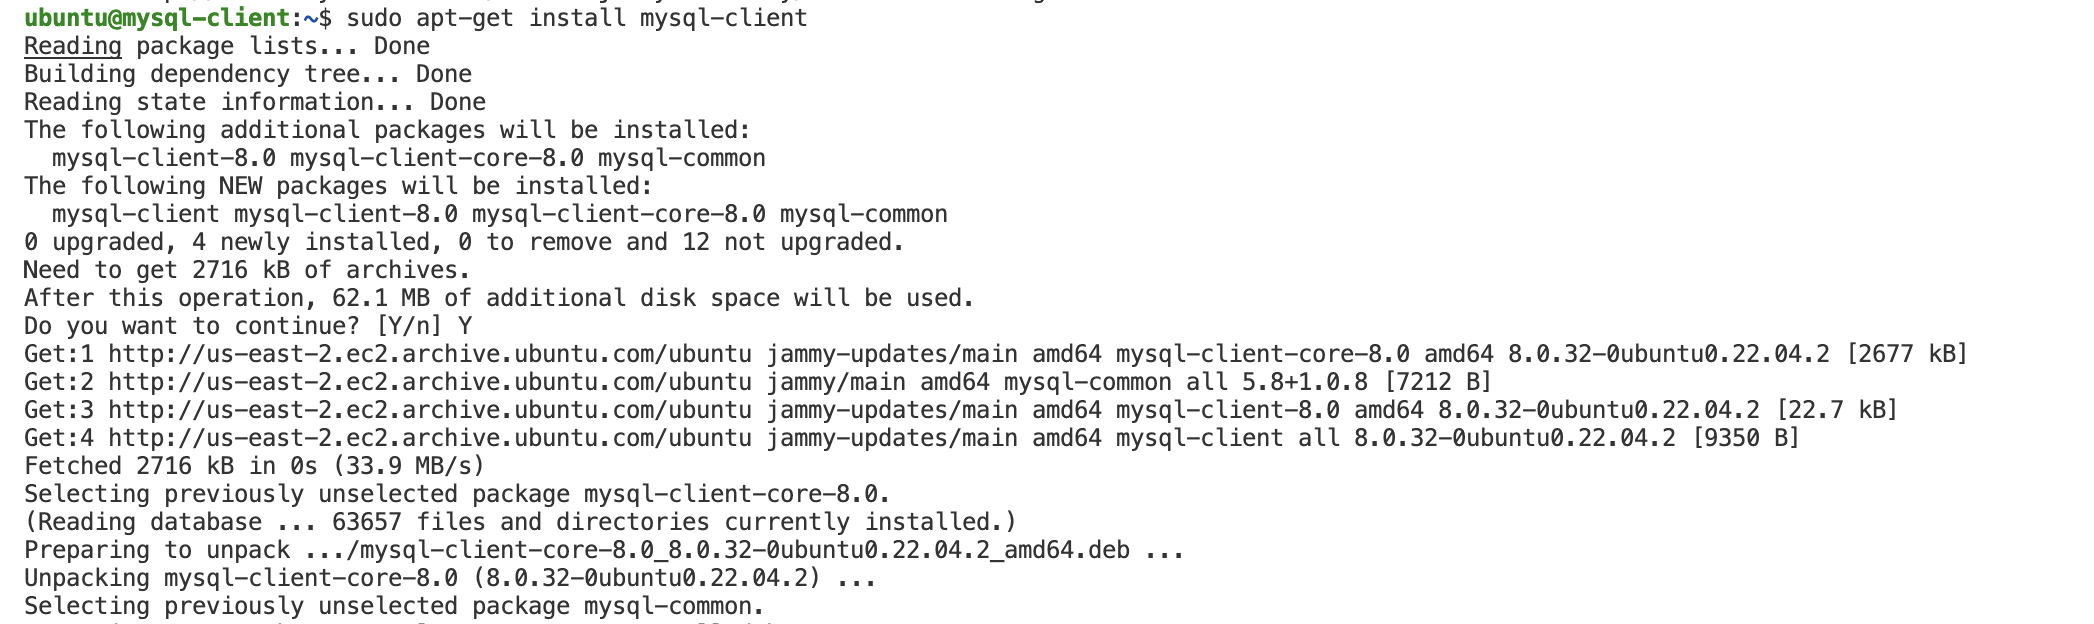 ubuntu@mysql-client:~$ sudo apt-get install mysql-client
Reading package lists... Done
Building dependency tree... Done
Reading state information... Done
The following additional packages will be installed:
  mysql-client-8.0 mysql-client-core-8.0 mysql-common
The following NEW packages will be installed:
  mysql-client mysql-client-8.0 mysql-client-core-8.0 mysql-common
0 upgraded, 4 newly installed, 0 to remove and 12 not upgraded.
Need to get 2716 kB of archives.
After this operation, 62.1 MB of additional disk space will be used.
Do you want to continue? [Y/n] Y
Get:1 http://us-east-2.ec2.archive.ubuntu.com/ubuntu jammy-updates/main amd64 mysql-client-core-8.0 amd64 8.0.32-0ubuntu0.22.04.2 [2677 kB]
Get:2 http://us-east-2.ec2.archive.ubuntu.com/ubuntu jammy/main amd64 mysql-common all 5.8+1.0.8 [7212 B]
Get:3 http://us-east-2.ec2.archive.ubuntu.com/ubuntu jammy-updates/main amd64 mysql-client-8.0 amd64 8.0.32-0ubuntu0.22.04.2 [22.7 kB]
Get:4 http://us-east-2.ec2.archive.ubuntu.com/ubuntu jammy-updates/main amd64 mysql-client all 8.0.32-0ubuntu0.22.04.2 [9350 B]
Fetched 2716 kB in 0s (33.9 MB/s)
Selecting previously unselected package mysql-client-core-8.0.
(Reading database ... 63657 files and directories currently installed.)
Preparing to unpack .../mysql-client-core-8.0_8.0.32-0ubuntu0.22.04.2_amd64.deb ...
Unpacking mysql-client-core-8.0 (8.0.32-0ubuntu0.22.04.2) ...
Selecting previously unselected package mysql-common.